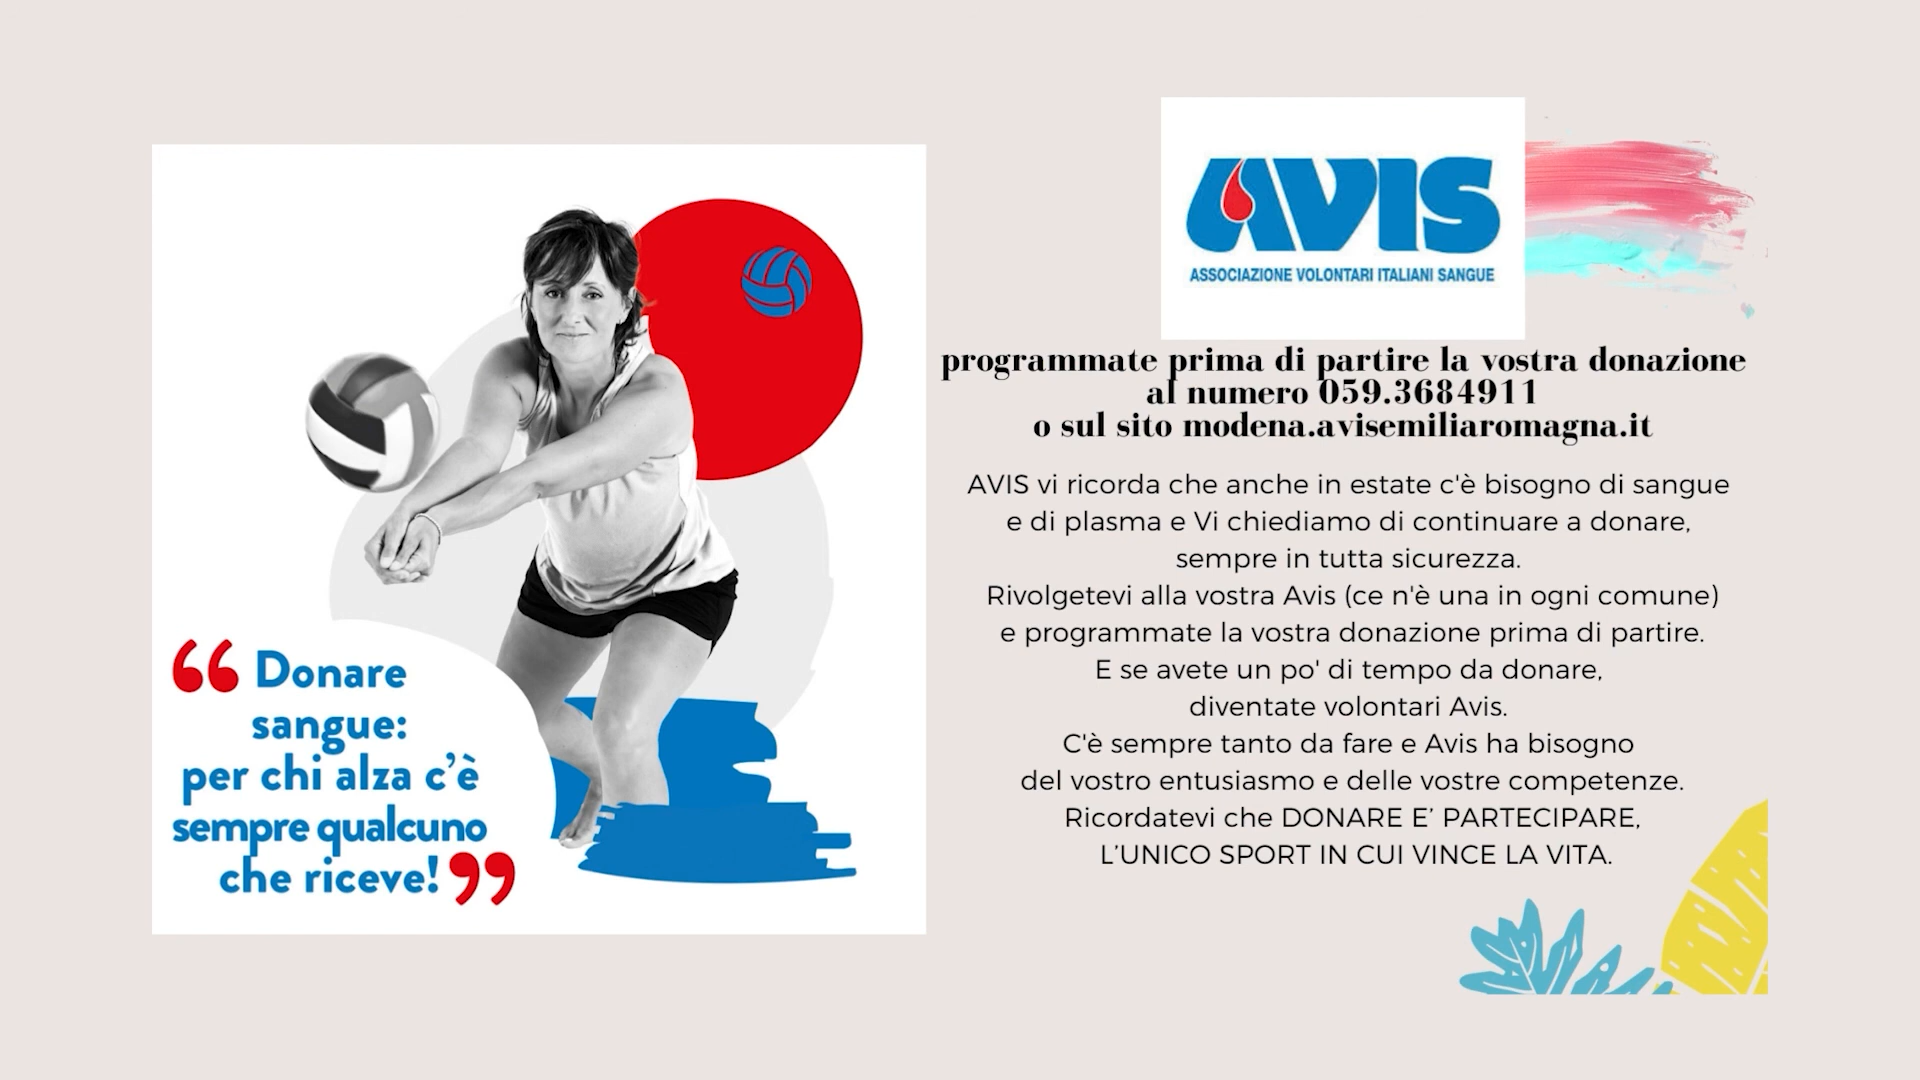 “ Donare
sangue:
per chi alza c’è
sempre qualcuno
che riceve! ”
AVIS
ASSOCIAZIONE VOLONTARI ITALIANI SANGUE
programmate prima di partire la vostra donazione
al numero 059.3684911
o sul sito modena.avisemiliaromagna.it
AVIS vi ricorda che anche in estate c'è bisogno di sangue
e di plasma e Vi chiediamo di continuare a donare,
sempre in tutta sicurezza.
Rivolgetevi alla vostra Avis (ce n'è una in ogni comune)
e programmate la vostra donazione prima di partire.
E se avete un po' di tempo da donare,
diventate volontari Avis.
C'è sempre tanto da fare e Avis ha bisogno
del vostro entusiasmo e delle vostre competenze.
Ricordatevi che DONARE E’ PARTECIPARE,
L’UNICO SPORT IN CUI VINCE LA VITA.